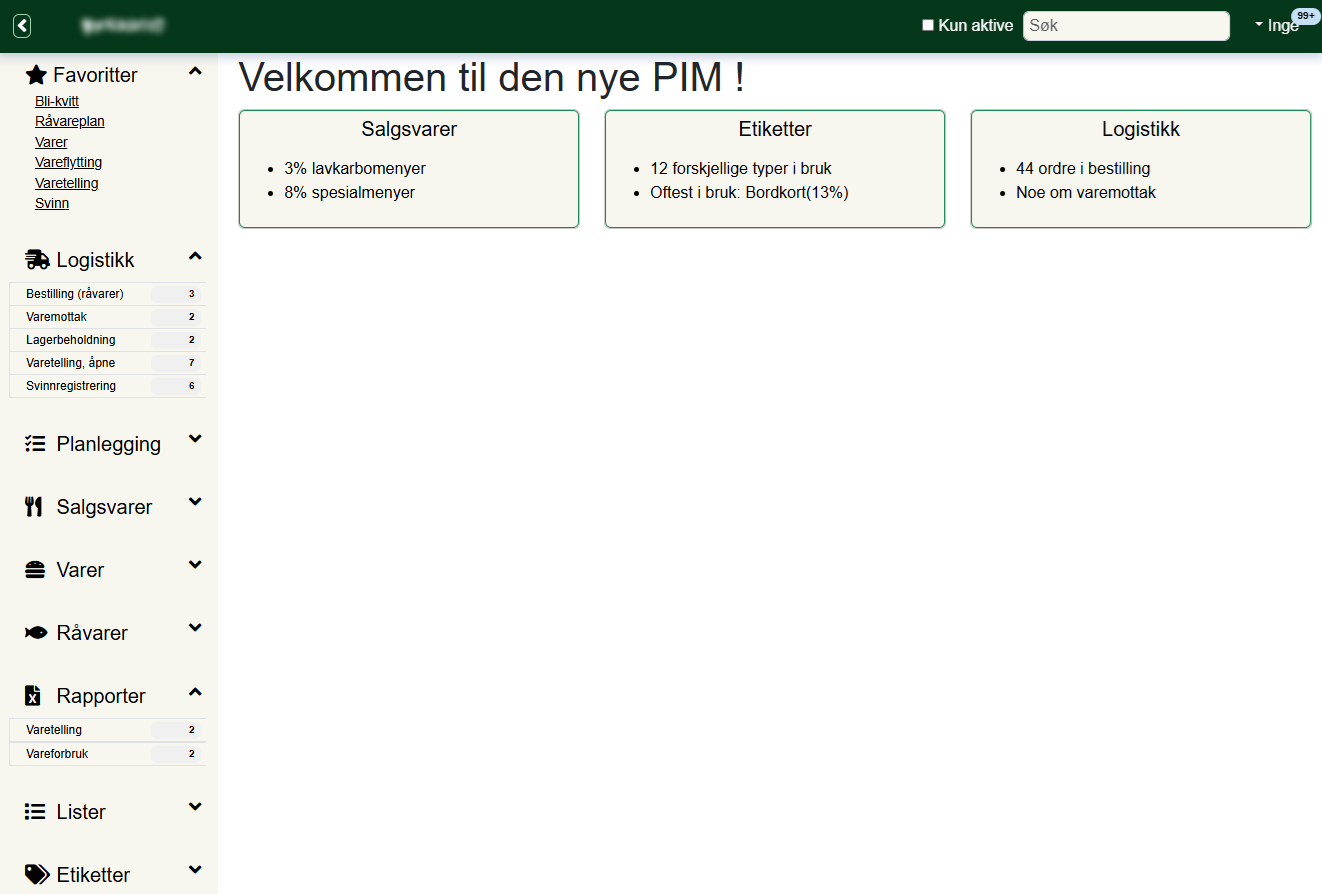 Kun aktive Søk Inge 99+
Favoritter
Bli-kvitt
Råvareplan
Varer
Vareflytting
Varetelling
Svinn
Logistikk
Bestilling (råvarer) 3
Varemottak 2
Lagerbeholdning 2
Varetelling, åpne 7
Svinnregistrering 6
Planlegging
Salgsvarer
Varer
Råvarer
Rapporter
Varetelling 2
Vareforbruk 2
Lister
Etiketter
Velkommen til den nye PIM !
Salgsvarer
3% lavkarbomenyer
8% spesialmenyer
Etiketter
12 forskjellige typer i bruk
Oftest i bruk: Bordkort(13%)
Logistikk
44 ordre i bestilling
Noe om varemottak